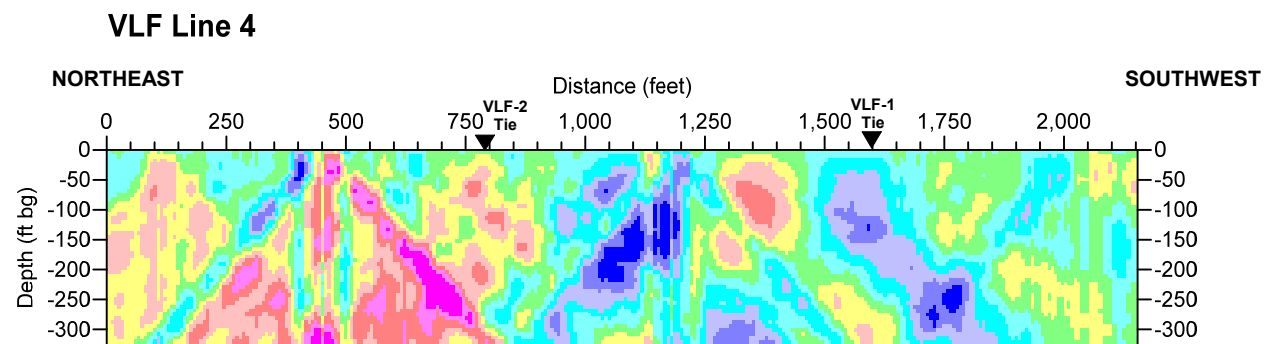 VLF Line 4
NORTHEAST
SOUTHWEST
Distance (feet)
VLF-2
Tie
VLF-1
Tie
0 250 500 750 1,000 1,250 1,500 1,750 2,000
Depth (ft bg)
0 0
-50 -50
-100 -100
-150 -150
-200 -200
-250 -250
-300 -300